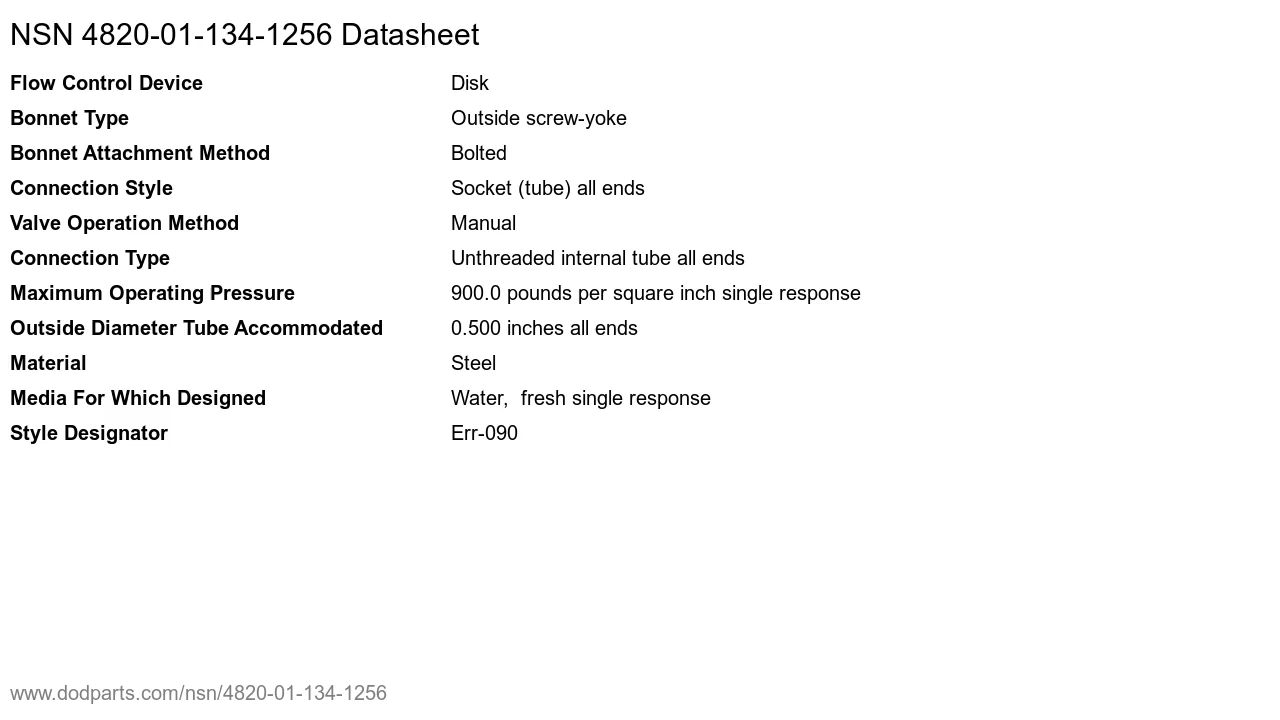 NSN 4820-01-134-1256 Datasheet
Flow Control Device Disk
Bonnet Type Outside screw-yoke
Bonnet Attachment Method Bolted
Connection Style Socket (tube) all ends
Valve Operation Method Manual
Connection Type Unthreaded internal tube all ends
Maximum Operating Pressure 900.0 pounds per square inch single response
Outside Diameter Tube Accommodated 0.500 inches all ends
Material Steel
Media For Which Designed Water,  fresh single response
Style Designator Err-090
www.dodparts.com/nsn/4820-01-134-1256